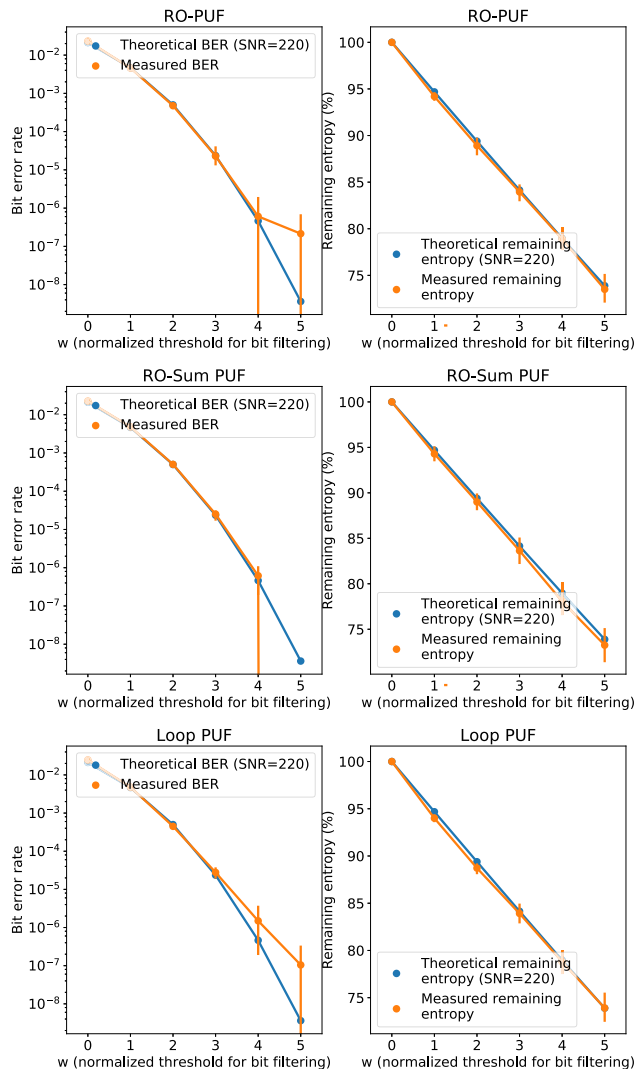 RO-PUF
Theoretical BER (SNR=220)
Measured BER
10⁻²
10⁻³
10⁻⁴
10⁻⁵
10⁻⁶
10⁻⁷
10⁻⁸
Bit error rate
0 1 2 3 4 5
w (normalized threshold for bit filtering)
RO-PUF
100
95
90
85
80
75
Remaining entropy (%)
Theoretical remaining
entropy (SNR=220)
Measured remaining
entropy
0 1 2 3 4 5
w (normalized threshold for bit filtering)
RO-Sum PUF
Theoretical BER (SNR=220)
Measured BER
10⁻²
10⁻³
10⁻⁴
10⁻⁵
10⁻⁶
10⁻⁷
10⁻⁸
Bit error rate
0 1 2 3 4 5
w (normalized threshold for bit filtering)
RO-Sum PUF
100
95
90
85
80
75
Remaining entropy (%)
Theoretical remaining
entropy (SNR=220)
Measured remaining
entropy
0 1 2 3 4 5
w (normalized threshold for bit filtering)
Loop PUF
Theoretical BER (SNR=220)
Measured BER
10⁻²
10⁻³
10⁻⁴
10⁻⁵
10⁻⁶
10⁻⁷
10⁻⁸
Bit error rate
0 1 2 3 4 5
w (normalized threshold for bit filtering)
Loop PUF
100
95
90
85
80
75
Remaining entropy (%)
Theoretical remaining
entropy (SNR=220)
Measured remaining
entropy
0 1 2 3 4 5
w (normalized threshold for bit filtering)